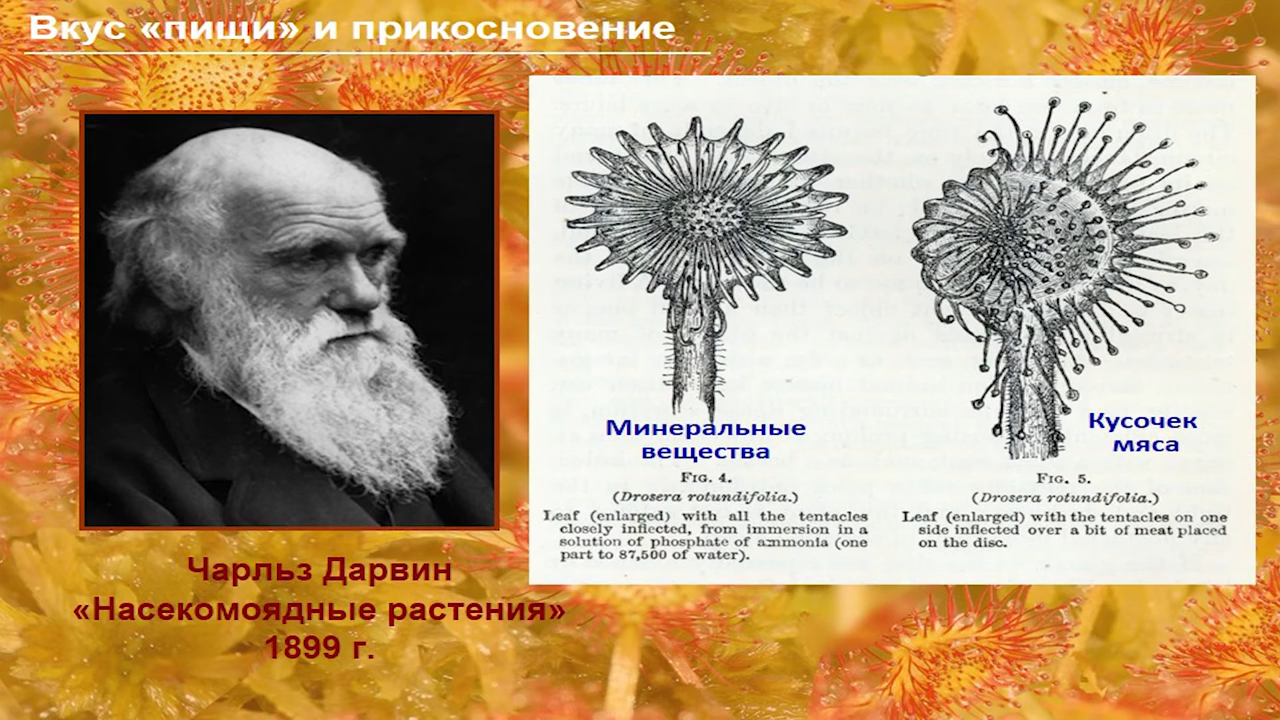 Вкус «пищи» и прикосновение
Чарльз Дарвин
«Насекомоядные растения»
1899 г.
Минеральные
вещества
Fig. 4.
(Drosera rotundifolia.)
Leaf (enlarged) with all the tentacles
closely inflected, from immersion in a
solution of phosphate of ammonia (one
part to 87,500 of water).
Кусочек
мяса
Fig. 5.
(Drosera rotundifolia.)
Leaf (enlarged) with the tentacles on one
side inflected over a bit of meat placed
on the disc.